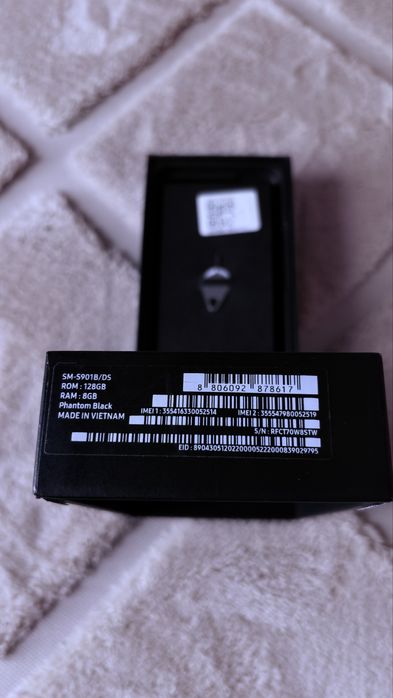 SM-S901B/DS
ROM : 128GB
RAM : 8GB
Phantom Black
MADE IN VIETNAM
8 806092 878617
IMEI 1 : 355416330052514 IMEI 2 : 355547980052519
S/N : RFCT70W8STW
EID : 89043051202200005222000839029795